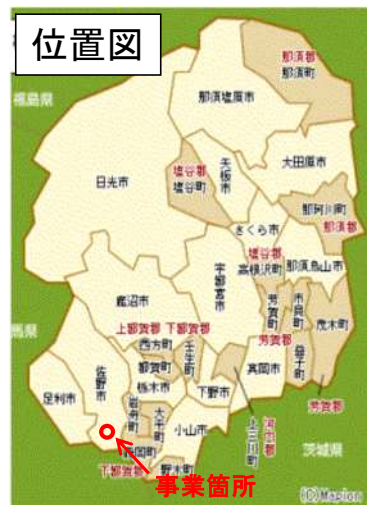 位置図
福島県
那須郡
那須町
那須塩原市
日光市
塩谷郡
塩谷町
矢板市
大田原市
那珂川町
那須郡
さくら市
塩谷郡
高根沢町
那須烏山市
宇都宮市
鹿沼市
芳賀町
市貝町
茂木町
芳賀郡
益子町
馬県
上都賀郡
下都賀郡
西方町
壬生町
都賀町
栃木市
佐野市
足利市
岩舟町
大平町
下野市
真岡市
芳賀郡
小山市
上三川町
河内郡
茨城県
藤岡町
下都賀郡
野木町
事業箇所
(C)Mapion